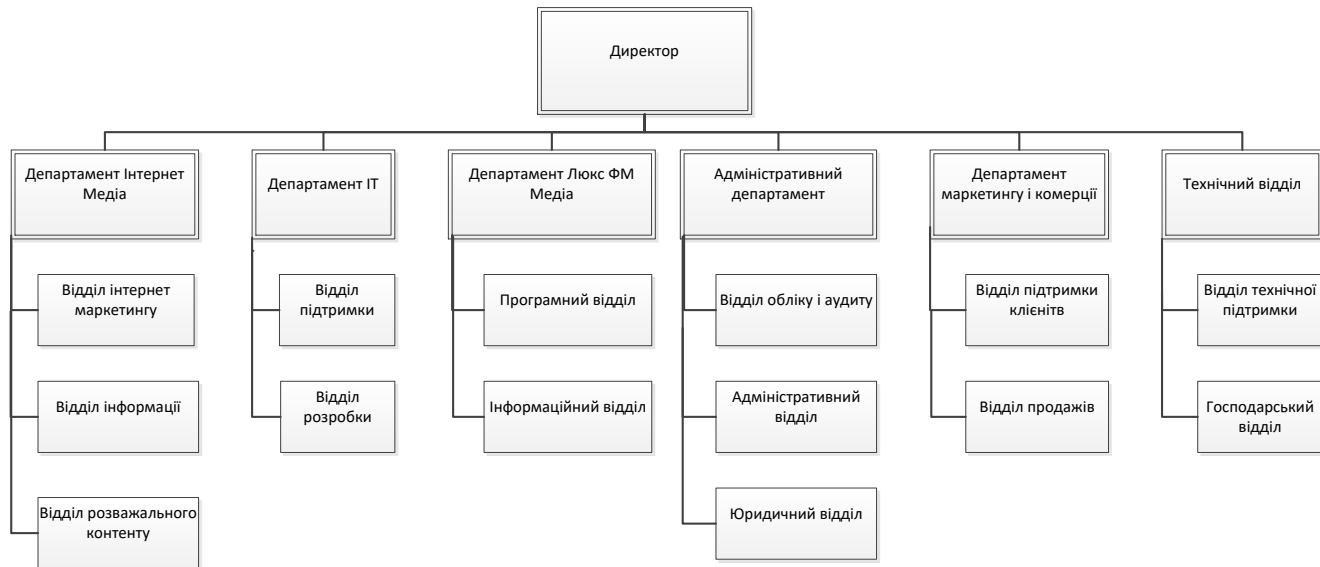 Директор
Департамент Інтернет
Медіа
Департамент ІТ
Департамент Люкс ФМ
Медіа
Адміністративний
департамент
Департамент
маркетингу і комерції
Технічний відділ
Відділ інтернет
маркетингу
Відділ
підтримки
Програмний відділ
Відділ обліку і аудиту
Відділ підтримки
клієнітв
Відділ технічної
підтримки
Відділ інформації
Відділ
розробки
Інформаційний відділ
Адміністративний
відділ
Відділ продажів
Господарський
відділ
Відділ розважального
контенту
Юридичний відділ